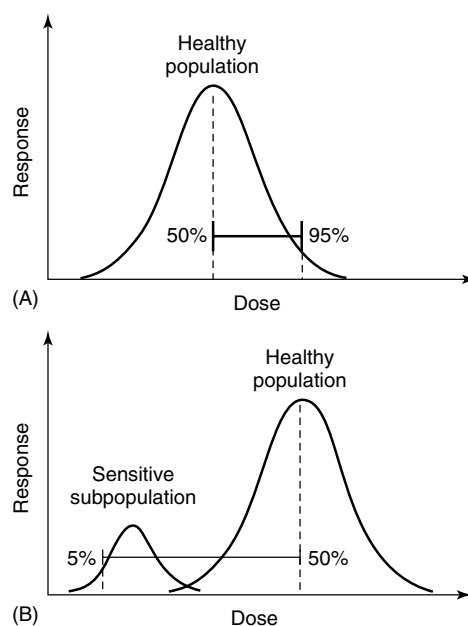 Healthy
population
Response
50%
95%
(A)
Dose
Healthy
population
Response
Sensitive
subpopulation
5%
50%
(B)
Dose